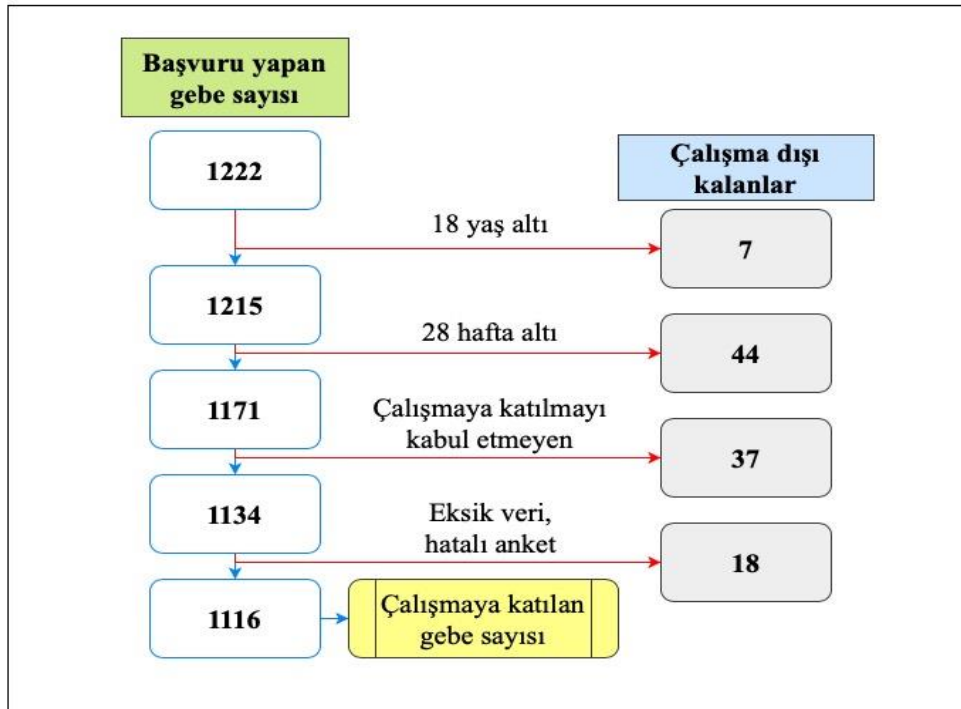 Başvuru yapan
gebe sayısı
1222
Çalışma dışı
kalanlar
18 yaş altı
7
1215
28 hafta altı
44
1171
Çalışmaya katılmayı
kabul etmeyen
37
1134
Eksik veri,
hatalı anket
18
1116
Çalışmaya katılan
gebe sayısı